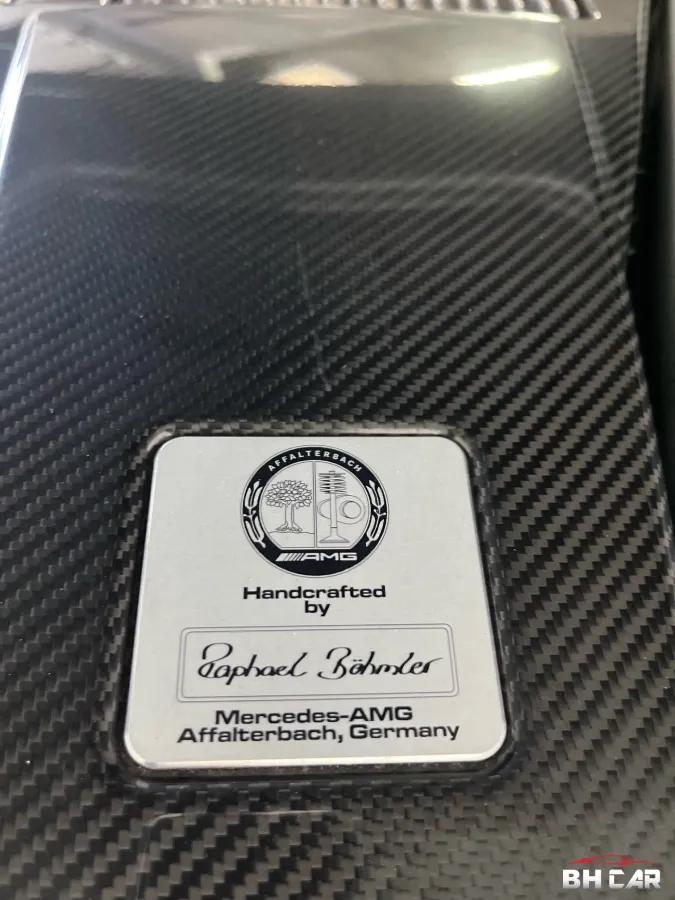 AFFALTERBACH
AMG
Handcrafted
by
Raphael Böhmler
Mercedes-AMG
Affalterbach, Germany
BH CAR